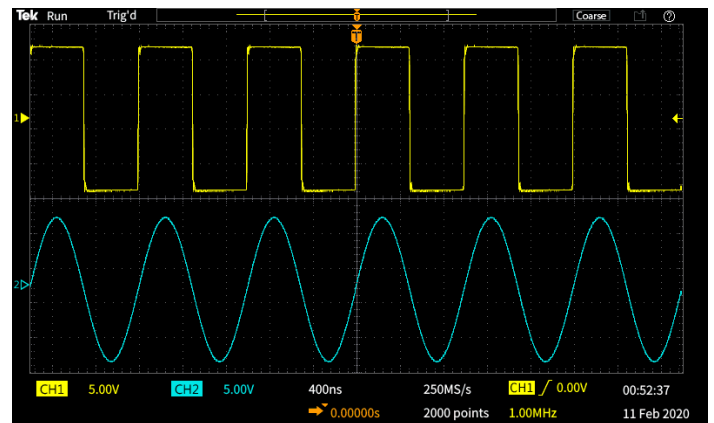 Tek Run Trig'd T Coarse ?
T
1
2
CH1 5.00V CH2 5.00V 400ns 250MS/s CH1 / 0.00V 00:52:37
0.00000s 2000 points 1.00MHz 11 Feb 2020